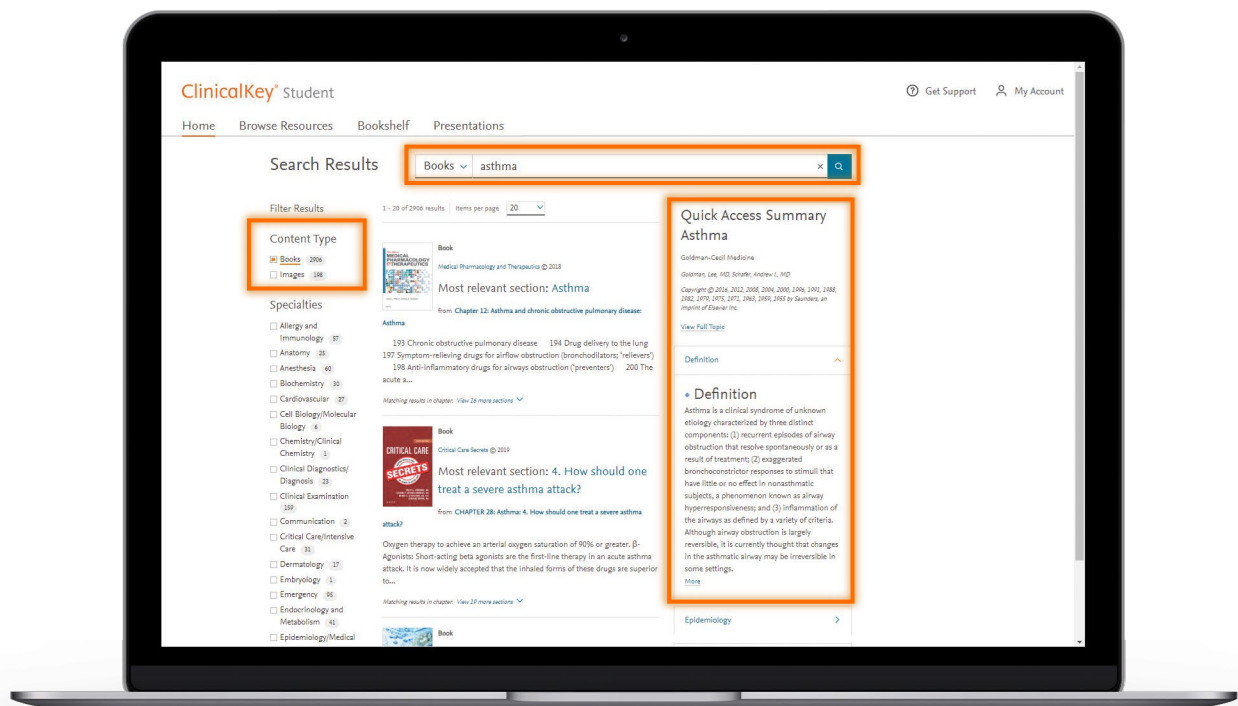 ClinicalKey® Student
Get Support
My Account
Home
Browse Resources
Bookshelf
Presentations
Search Results
Books
asthma
Filter Results
Content Type
Books 2906
Images 198
Specialties
Allergy and
Immunology 57
Anatomy 25
Anesthesia 60
Biochemistry 30
Cardiovascular 27
Cell Biology/Molecular
Biology 6
Chemistry/Clinical
Chemistry 1
Clinical Diagnostics/
Diagnosis 23
Clinical Examination
159
Communication 2
Critical Care/Intensive
Care 31
Dermatology 17
Embryology 1
Emergency 95
Endocrinology and
Metabolism 41
Epidemiology/Medical
1 - 20 of 2906 results
Items per page 20
MEDICAL
PHARMACOLOGY
THERAPEUTICS
Book
Medical Pharmacology and Therapeutics © 2018
Most relevant section: Asthma
from Chapter 12: Asthma and chronic obstructive pulmonary disease:
Asthma
193 Chronic obstructive pulmonary disease 194 Drug delivery to the lung
197 Symptom-relieving drugs for airflow obstruction (bronchodilators; 'relievers')
198 Anti-inflammatory drugs for airways obstruction ('preventers') 200 The
acute a...
Matching results in chapter: View 16 more sections
CRITICAL CARE
SECRETS
Book
Critical Care Secrets © 2019
Most relevant section: 4. How should one
treat a severe asthma attack?
from CHAPTER 28: Asthma: 4. How should one treat a severe asthma
attack?
Oxygen therapy to achieve an arterial oxygen saturation of 90% or greater. β-
Agonists: Short-acting beta agonists are the first-line therapy in an acute asthma
attack. It is now widely accepted that the inhaled forms of these drugs are superior
to...
Matching results in chapter: View 19 more sections
Book
Quick Access Summary
Asthma
Goldman-Cecil Medicine
Goldman, Lee, MD, Schafer, Andrew I., MD
Copyright © 2016, 2012, 2008, 2004, 2000, 1996, 1991, 1988,
1982, 1979, 1975, 1971, 1963, 1959, 1955 by Saunders, an
imprint of Elsevier Inc.
View Full Topic
Definition
Definition
Asthma is a clinical syndrome of unknown
etiology characterized by three distinct
components: (1) recurrent episodes of airway
obstruction that resolve spontaneously or as a
result of treatment; (2) exaggerated
bronchoconstrictor responses to stimuli that
have little or no effect in nonasthmatic
subjects, a phenomenon known as airway
hyperresponsiveness; and (3) inflammation of
the airways as defined by a variety of criteria.
Although airway obstruction is largely
reversible, it is currently thought that changes
in the asthmatic airway may be irreversible in
some settings.
More
Epidemiology